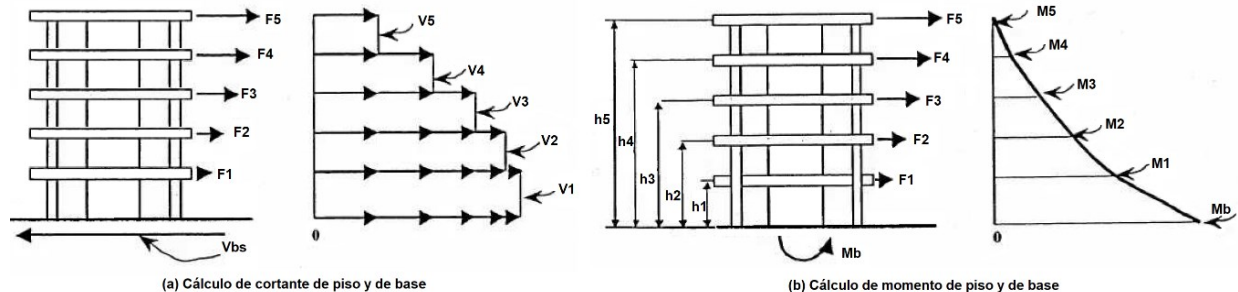 F5
F4
F3
F2
F1
Vbs
V5
V4
V3
V2
V1
0
(a) Cálculo de cortante de piso y de base
h5
h4
h3
h2
h1
F5
F4
F3
F2
F1
Mb
M5
M4
M3
M2
M1
Mb
0
(b) Cálculo de momento de piso y de base